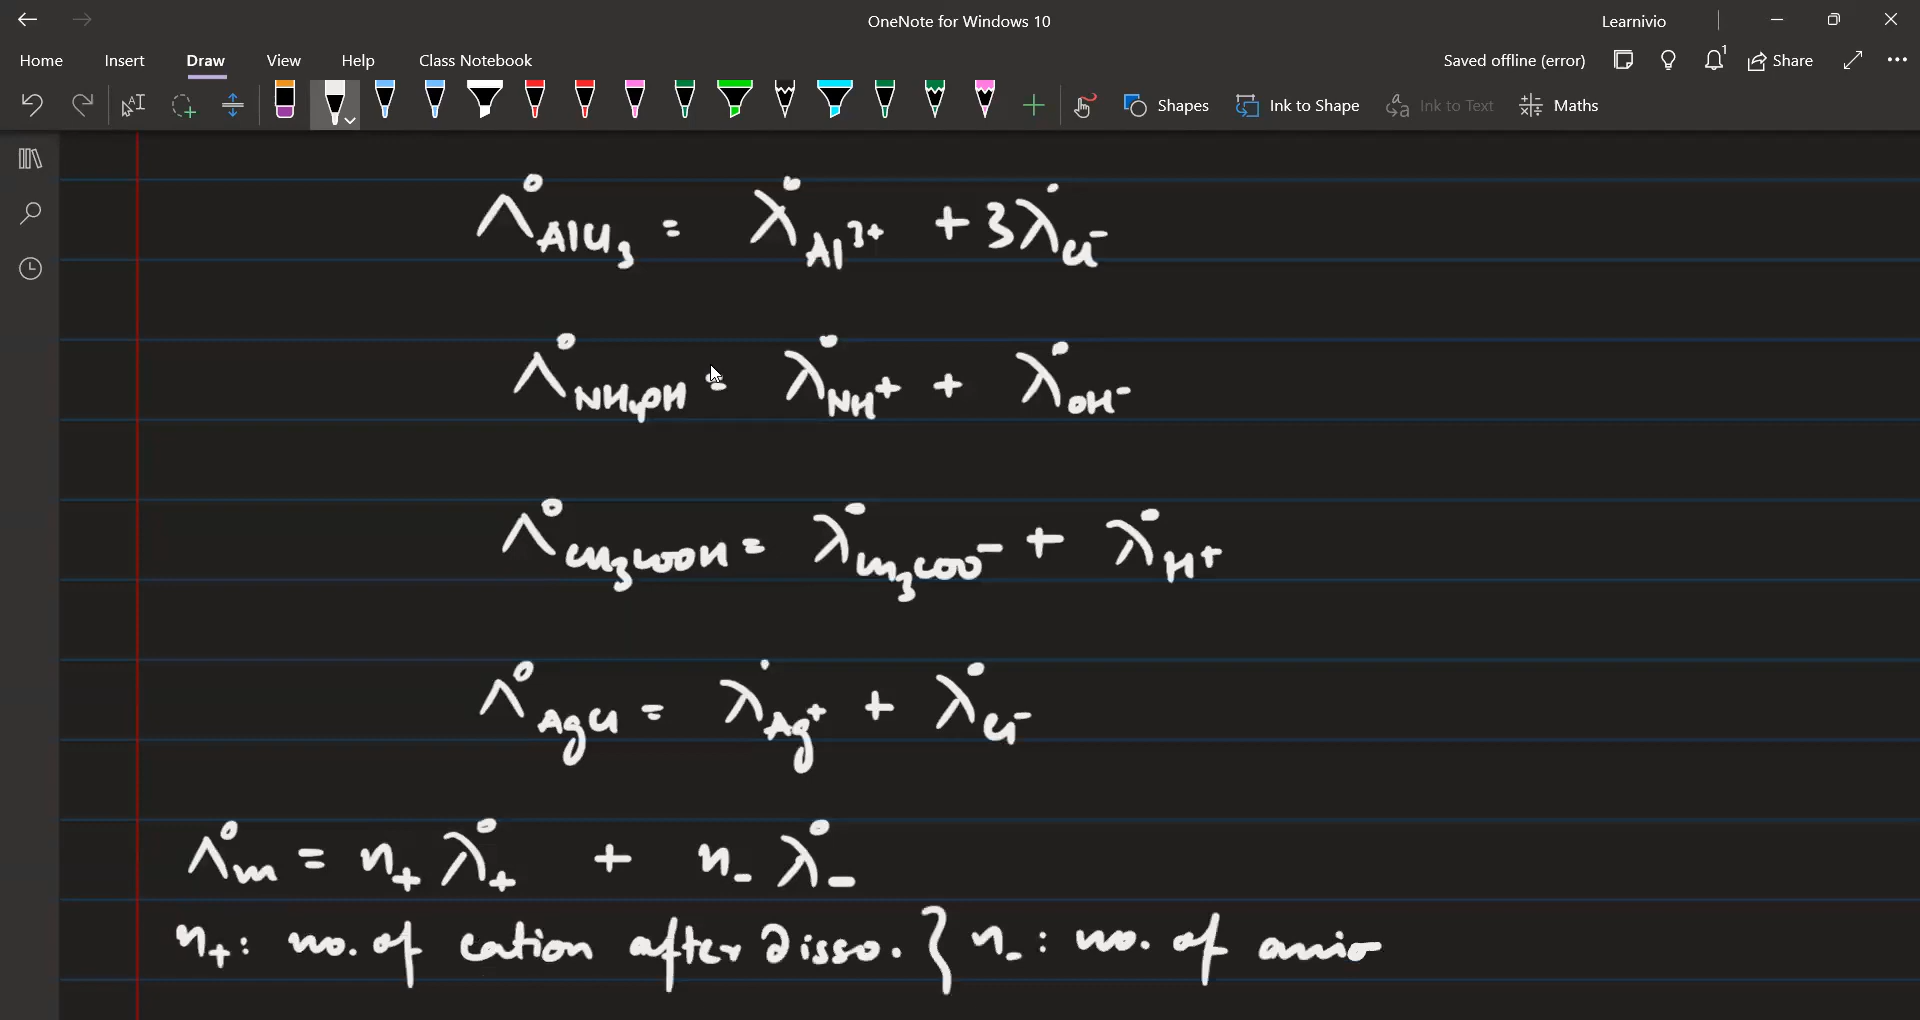 OneNote for Windows 10
Learnivio
Home Insert Draw View Help Class Notebook
Saved offline (error) 1 Share
Shapes Ink to Shape Ink to Text Maths
Λ°AlCl₃ = λ°Al³⁺ + 3λ°Cl⁻
Λ°NH₄OH = λ°NH⁺ + λ°OH⁻
Λ°CH₃COOH = λ°CH₃COO⁻ + λ°H⁺
Λ°AgCl = λ°Ag⁺ + λ°Cl⁻
Λ°m = n₊ λ°₊ + n₋ λ°₋
n₊: no. of cation after disso. } n₋: no. of anio